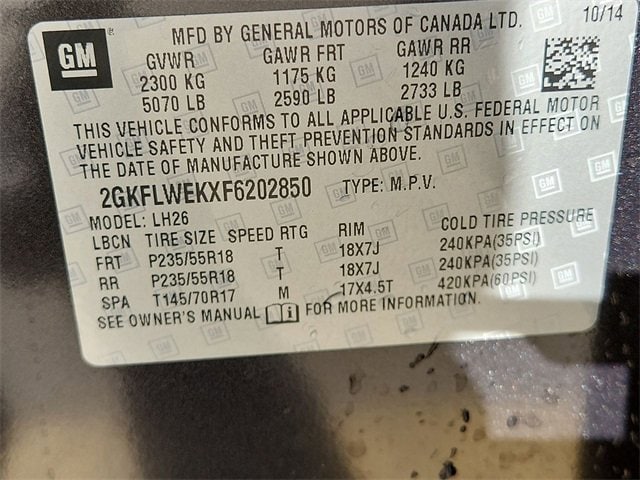 GM
MFD BY GENERAL MOTORS OF CANADA LTD. 10/14
GVWR GAWR FRT GAWR RR
2300 KG 1175 KG 1240 KG
5070 LB 2590 LB 2733 LB
THIS VEHICLE CONFORMS TO ALL APPLICABLE U.S. FEDERAL MOTOR
VEHICLE SAFETY AND THEFT PREVENTION STANDARDS IN EFFECT ON
THE DATE OF MANUFACTURE SHOWN ABOVE.
2GKFLWEKXF6202850 TYPE: M.P.V.
MODEL: LH26
LBCN TIRE SIZE SPEED RTG RIM COLD TIRE PRESSURE
FRT P235/55R18 T 18X7J 240KPA(35PSI)
RR P235/55R18 T 18X7J 240KPA(35PSI)
SPA T145/70R17 M 17X4.5T 420KPA(60PSI)
SEE OWNER'S MANUAL FOR MORE INFORMATION.